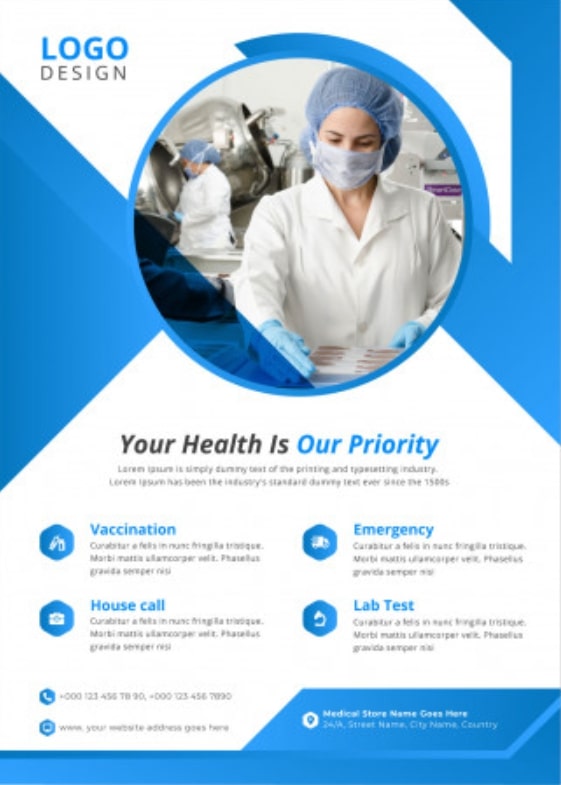 LOGO
DESIGN
Your Health Is Our Priority
Lorem Ipsum is simply dummy text of the printing and typesetting industry.
Lorem Ipsum has been the industry's standard dummy text ever since the 1500s
Vaccination
Curabitur a felis in nunc fringilla tristique.
Morbi mattis ullamcorper velit. Phasellus
gravida semper nisi
Emergency
Curabitur a felis in nunc fringilla tristique.
Morbi mattis ullamcorper velit. Phasellus
gravida semper nisi
House call
Curabitur a felis in nunc fringilla tristique.
Morbi mattis ullamcorper velit. Phasellus
gravida semper nisi
Lab Test
Curabitur a felis in nunc fringilla tristique.
Morbi mattis ullamcorper velit. Phasellus
gravida semper nisi
+000 123 456 78 90, +000 123 456 7890
www. your website address goes here
Medical Store Name Goes Here
24/A, Street Name, City Name, Country